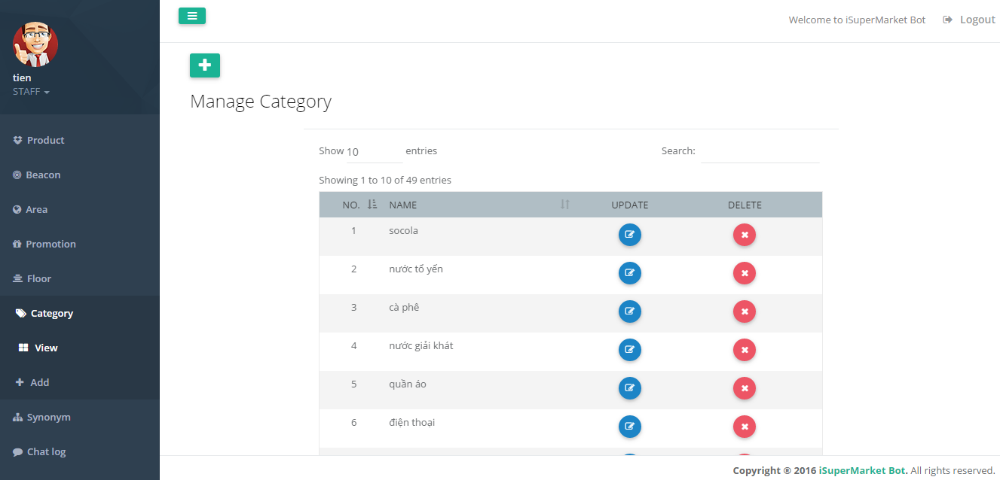 Welcome to iSuperMarket Bot Logout
tien
STAFF
Product
Beacon
Area
Promotion
Floor
Category
View
Add
Synonym
Chat log
Manage Category
Show 10 entries Search:
Showing 1 to 10 of 49 entries
NO. NAME UPDATE DELETE
1 socola
2 nước tổ yến
3 cà phê
4 nước giải khát
5 quần áo
6 điện thoại
Copyright ® 2016 iSuperMarket Bot. All rights reserved.